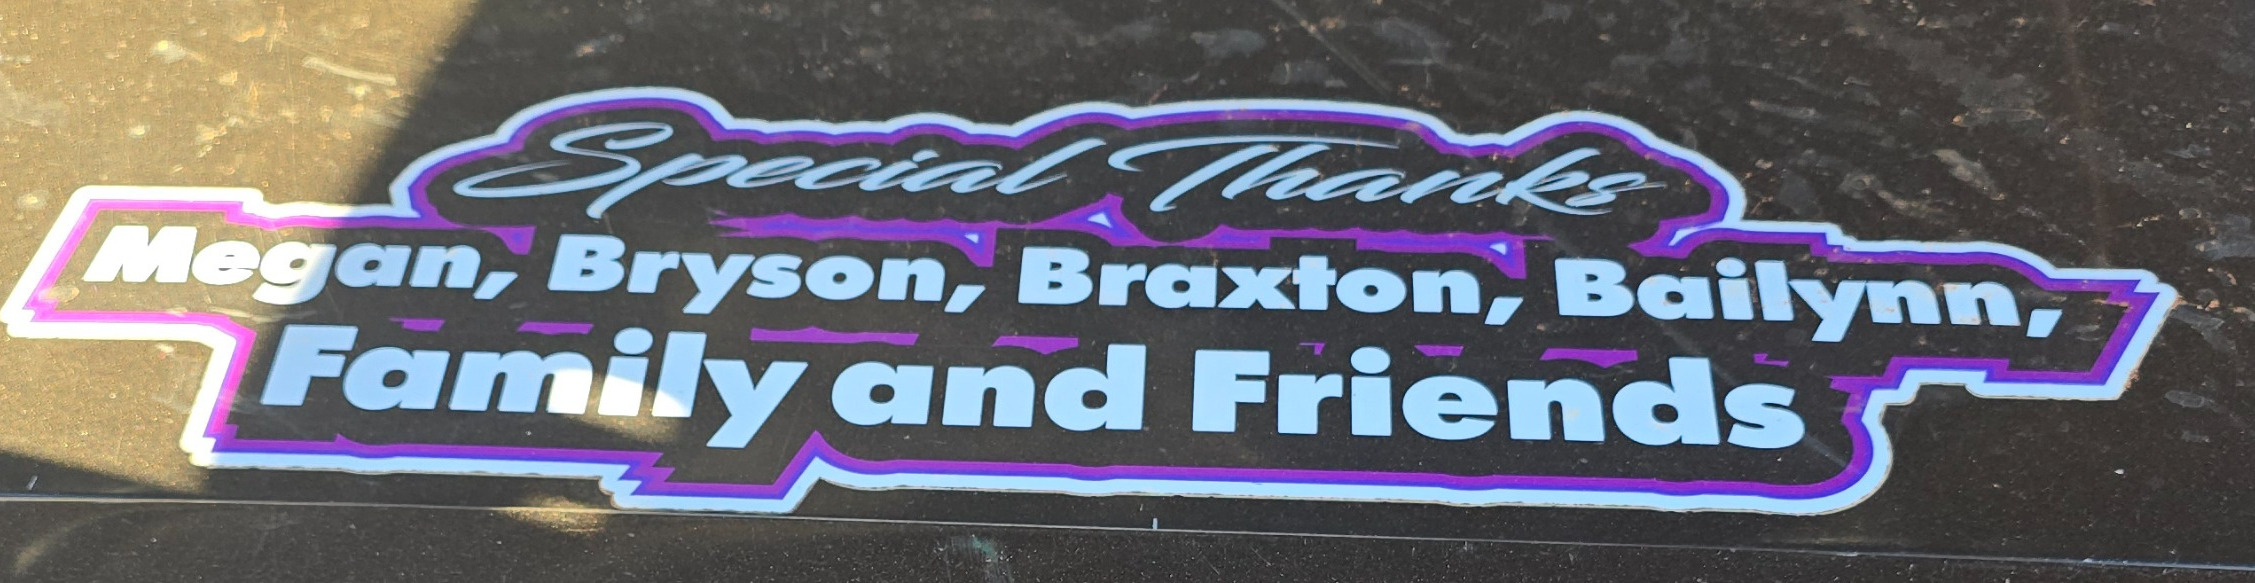 Special Thanks
Megan, Bryson, Braxton, Bailynn,
Family and Friends